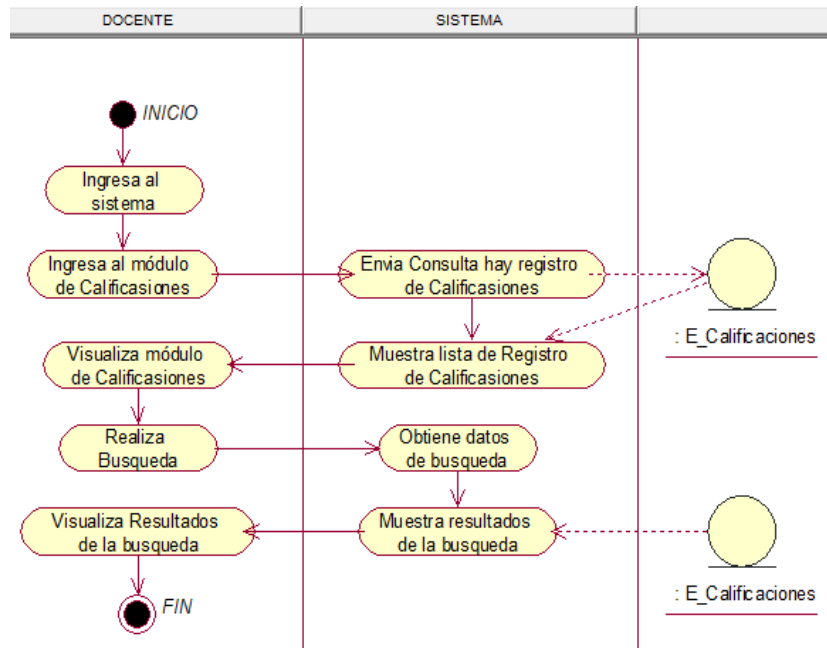 DOCENTE
SISTEMA
INICIO
Ingresa al
sistema
Ingresa al módulo
de Calificasiones
Envia Consulta hay registro
de Calificasiones
: E_Calificaciones
Visualiza módulo
de Calificasiones
Muestra lista de Registro
de Calificasiones
Realiza
Busqueda
Obtiene datos
de busqueda
Visualiza Resultados
de la busqueda
Muestra resultados
de la busqueda
: E_Calificaciones
FIN